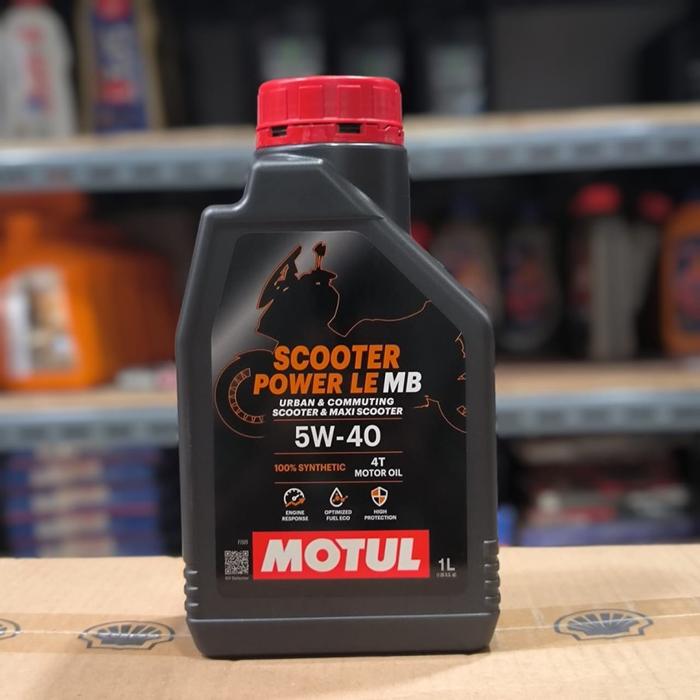 SCOOTER
POWER LE MB
URBAN & COMMUTING
SCOOTER & MAXI SCOOTER
5W-40
100% SYNTHETIC
4T
MOTOR OIL
ENGINE
RESPONSE
OPTIMIZED
FUEL ECO
HIGH
PROTECTION
MOTUL
1L